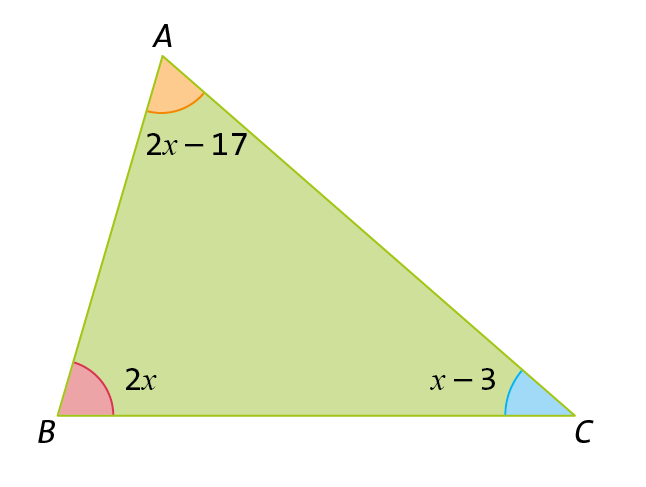 A
2x – 17
2x
x – 3
B
C